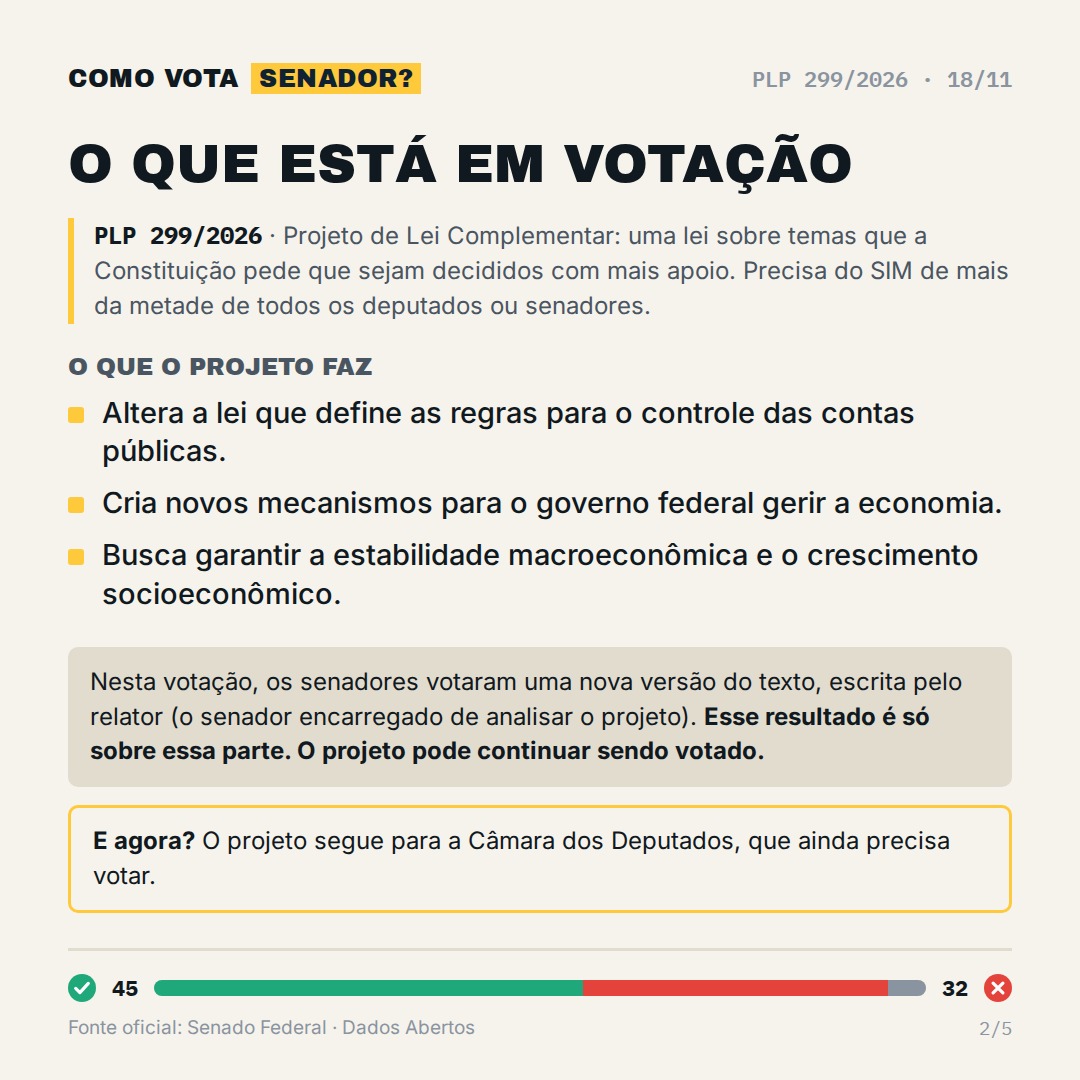 COMO VOTA SENADOR?
PLP 299/2026 · 18/11
O QUE ESTÁ EM VOTAÇÃO
PLP 299/2026 · Projeto de Lei Complementar: uma lei sobre temas que a
Constituição pede que sejam decididos com mais apoio. Precisa do SIM de mais
da metade de todos os deputados ou senadores.
O QUE O PROJETO FAZ
Altera a lei que define as regras para o controle das contas
públicas.
Cria novos mecanismos para o governo federal gerir a economia.
Busca garantir a estabilidade macroeconômica e o crescimento
socioeconômico.
Nesta votação, os senadores votaram uma nova versão do texto, escrita pelo
relator (o senador encarregado de analisar o projeto). Esse resultado é só
sobre essa parte. O projeto pode continuar sendo votado.
E agora? O projeto segue para a Câmara dos Deputados, que ainda precisa
votar.
45
32
Fonte oficial: Senado Federal · Dados Abertos
2/5